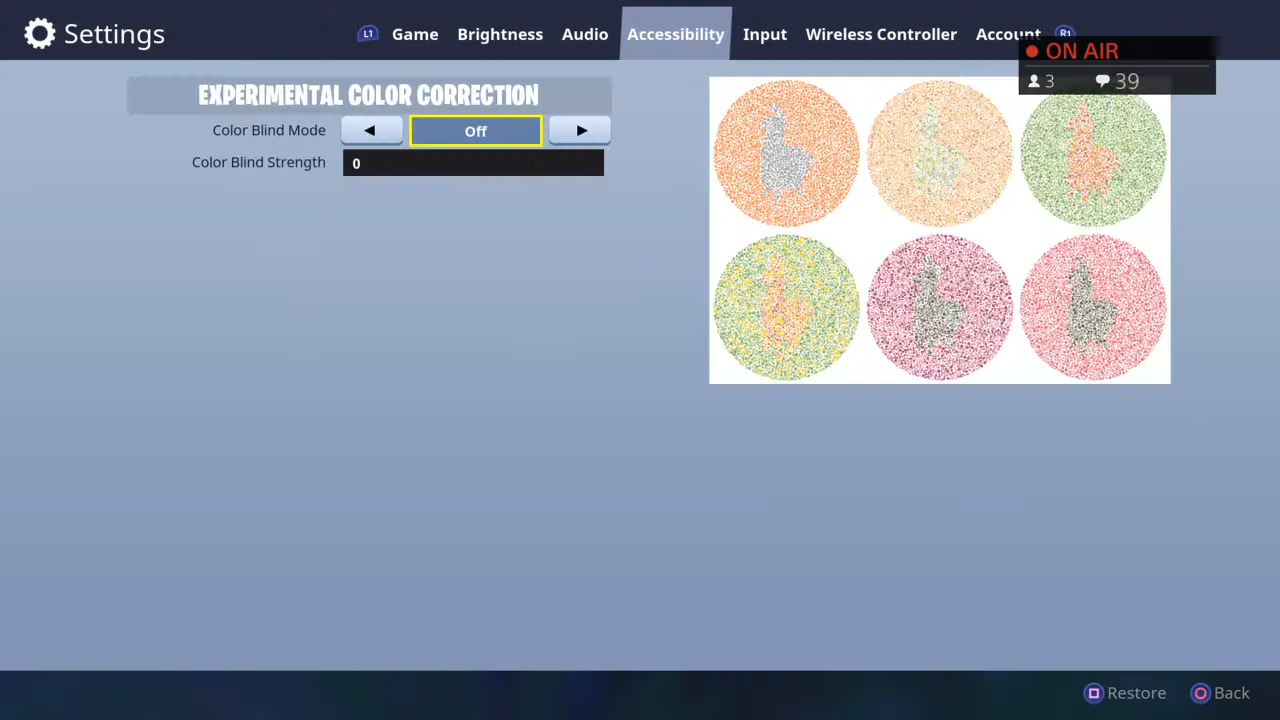 Settings
L1 Game Brightness Audio Accessibility Input Wireless Controller Account R1
ON AIR
3 39
EXPERIMENTAL COLOR CORRECTION
Color Blind Mode Off
Color Blind Strength 0
Restore Back